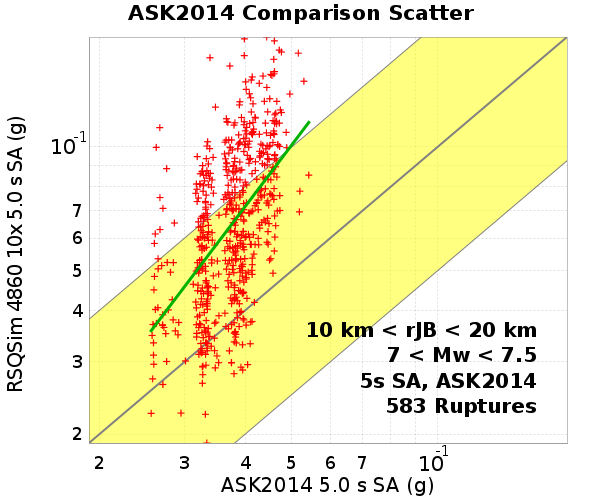 ASK2014 Comparison Scatter
RSQSim 4860 10x 5.0 s SA (g)
10-1
7
6
5
4
3
2
10 km < rJB < 20 km
7 < Mw < 7.5
5s SA, ASK2014
583 Ruptures
2 3 4 5 6 7 10-1
ASK2014 5.0 s SA (g)